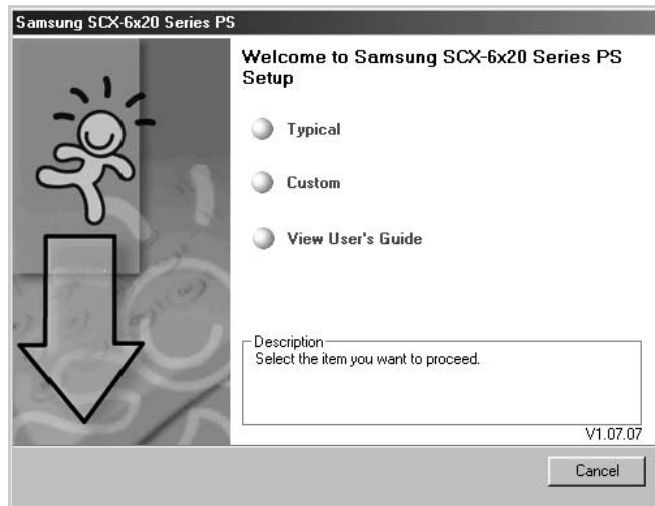 Samsung SCX-6x20 Series PS
Welcome to Samsung SCX-6x20 Series PS
Setup
Typical
Custom
View User's Guide
Description
Select the item you want to proceed.
V1.07.07
Cancel